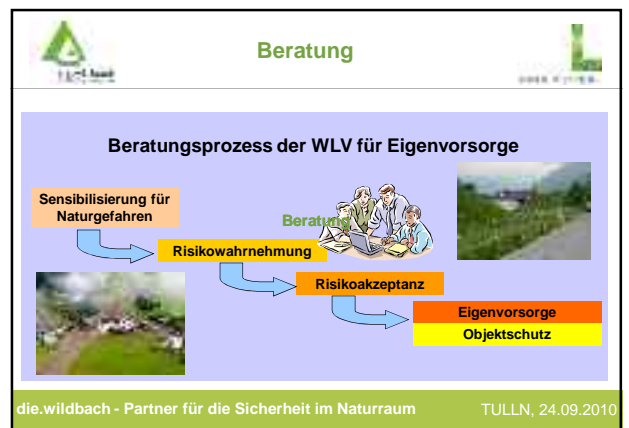 Beratung
Beratungsprozess der WLV für Eigenvorsorge
Sensibilisierung für
Naturgefahren
Beratung
Risikowahrnehmung
Risikoakzeptanz
Eigenvorsorge
Objektschutz
die.wildbach - Partner für die Sicherheit im Naturraum
TULLN, 24.09.2010